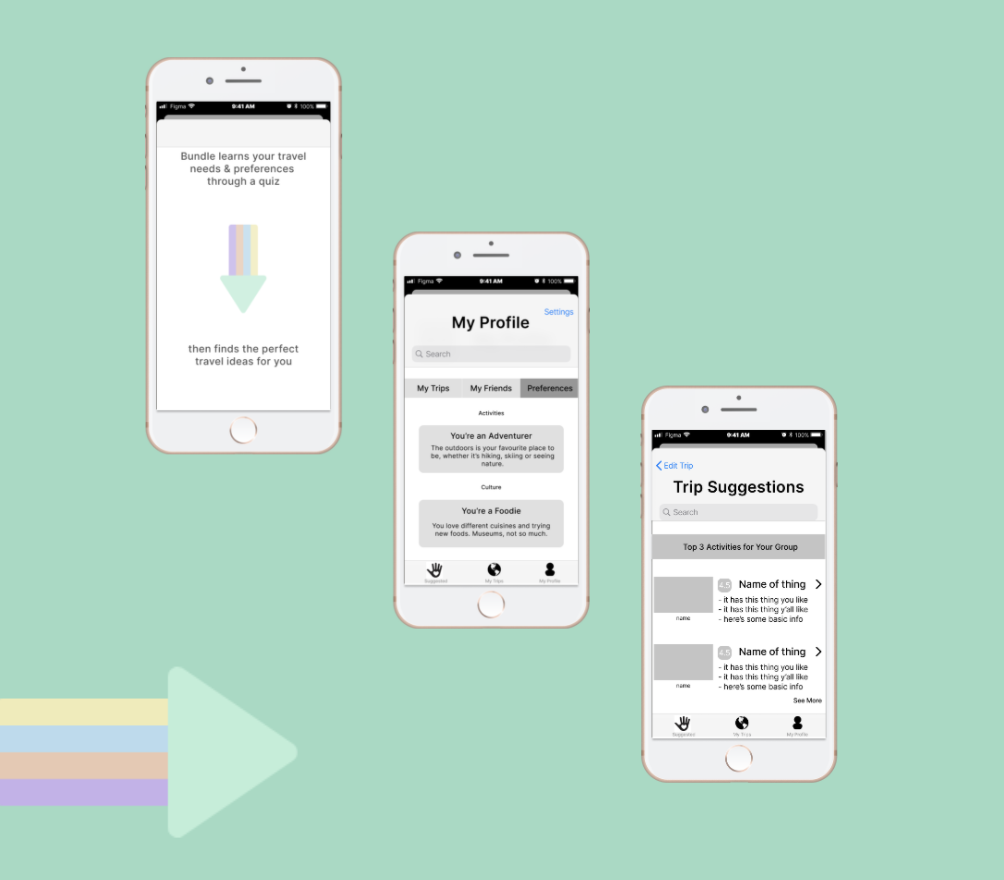 Figma 9:41 AM 100%
Bundle learns your travel
needs & preferences
through a quiz
then finds the perfect
travel ideas for you
Figma 9:41 AM 100%
Settings
My Profile
Search
My Trips My Friends Preferences
Activities
You're an Adventurer
The outdoors is your favourite place to
be, whether it's hiking, skiing or seeing
nature.
Culture
You're a Foodie
You love different cuisines and trying
new foods. Museums, not so much.
Suggested My Trips My Profile
Figma 9:41 AM 100%
Edit Trip
Trip Suggestions
Search
Top 3 Activities for Your Group
4.5 Name of thing
- it has this thing you like
- it has this thing y'all like
- here's some basic info
name
4.5 Name of thing
- it has this thing you like
- it has this thing y'all like
- here's some basic info
name
See More
Suggested My Trips My Profile